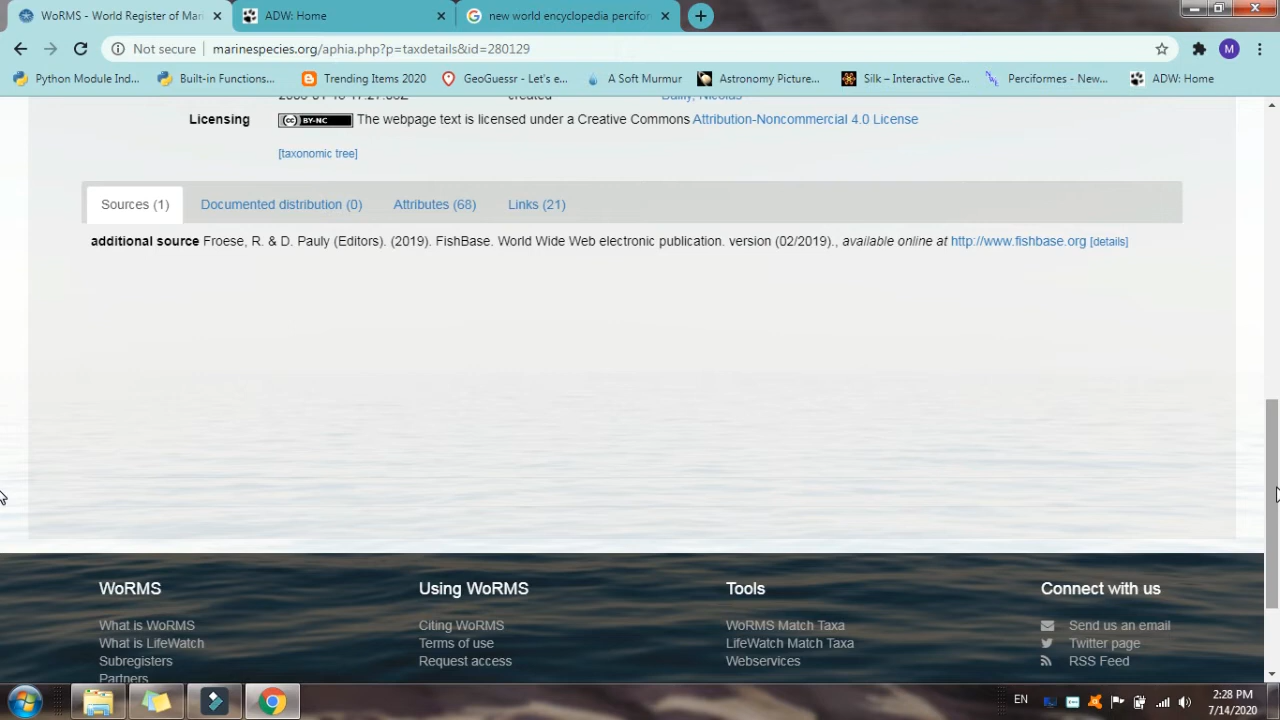 WoRMS - World Register of Mari
ADW: Home
new world encyclopedia percifor
Not secure | marinespecies.org/aphia.php?p=taxdetails&id=280129
M
Python Module Ind...
Built-in Functions...
Trending Items 2020
GeoGuessr - Let's e...
A Soft Murmur
Astronomy Picture...
Silk – Interactive Ge...
Perciformes - New...
ADW: Home
created Bailly, Nicolas
Licensing (cc) BY-NC The webpage text is licensed under a Creative Commons Attribution-Noncommercial 4.0 License
[taxonomic tree]
Sources (1) Documented distribution (0) Attributes (68) Links (21)
additional source Froese, R. & D. Pauly (Editors). (2019). FishBase. World Wide Web electronic publication. version (02/2019)., available online at http://www.fishbase.org [details]
WoRMS
What is WoRMS
What is LifeWatch
Subregisters
Partners
Using WoRMS
Citing WoRMS
Terms of use
Request access
Tools
WoRMS Match Taxa
LifeWatch Match Taxa
Webservices
Connect with us
Send us an email
Twitter page
RSS Feed
EN
2:28 PM
7/14/2020